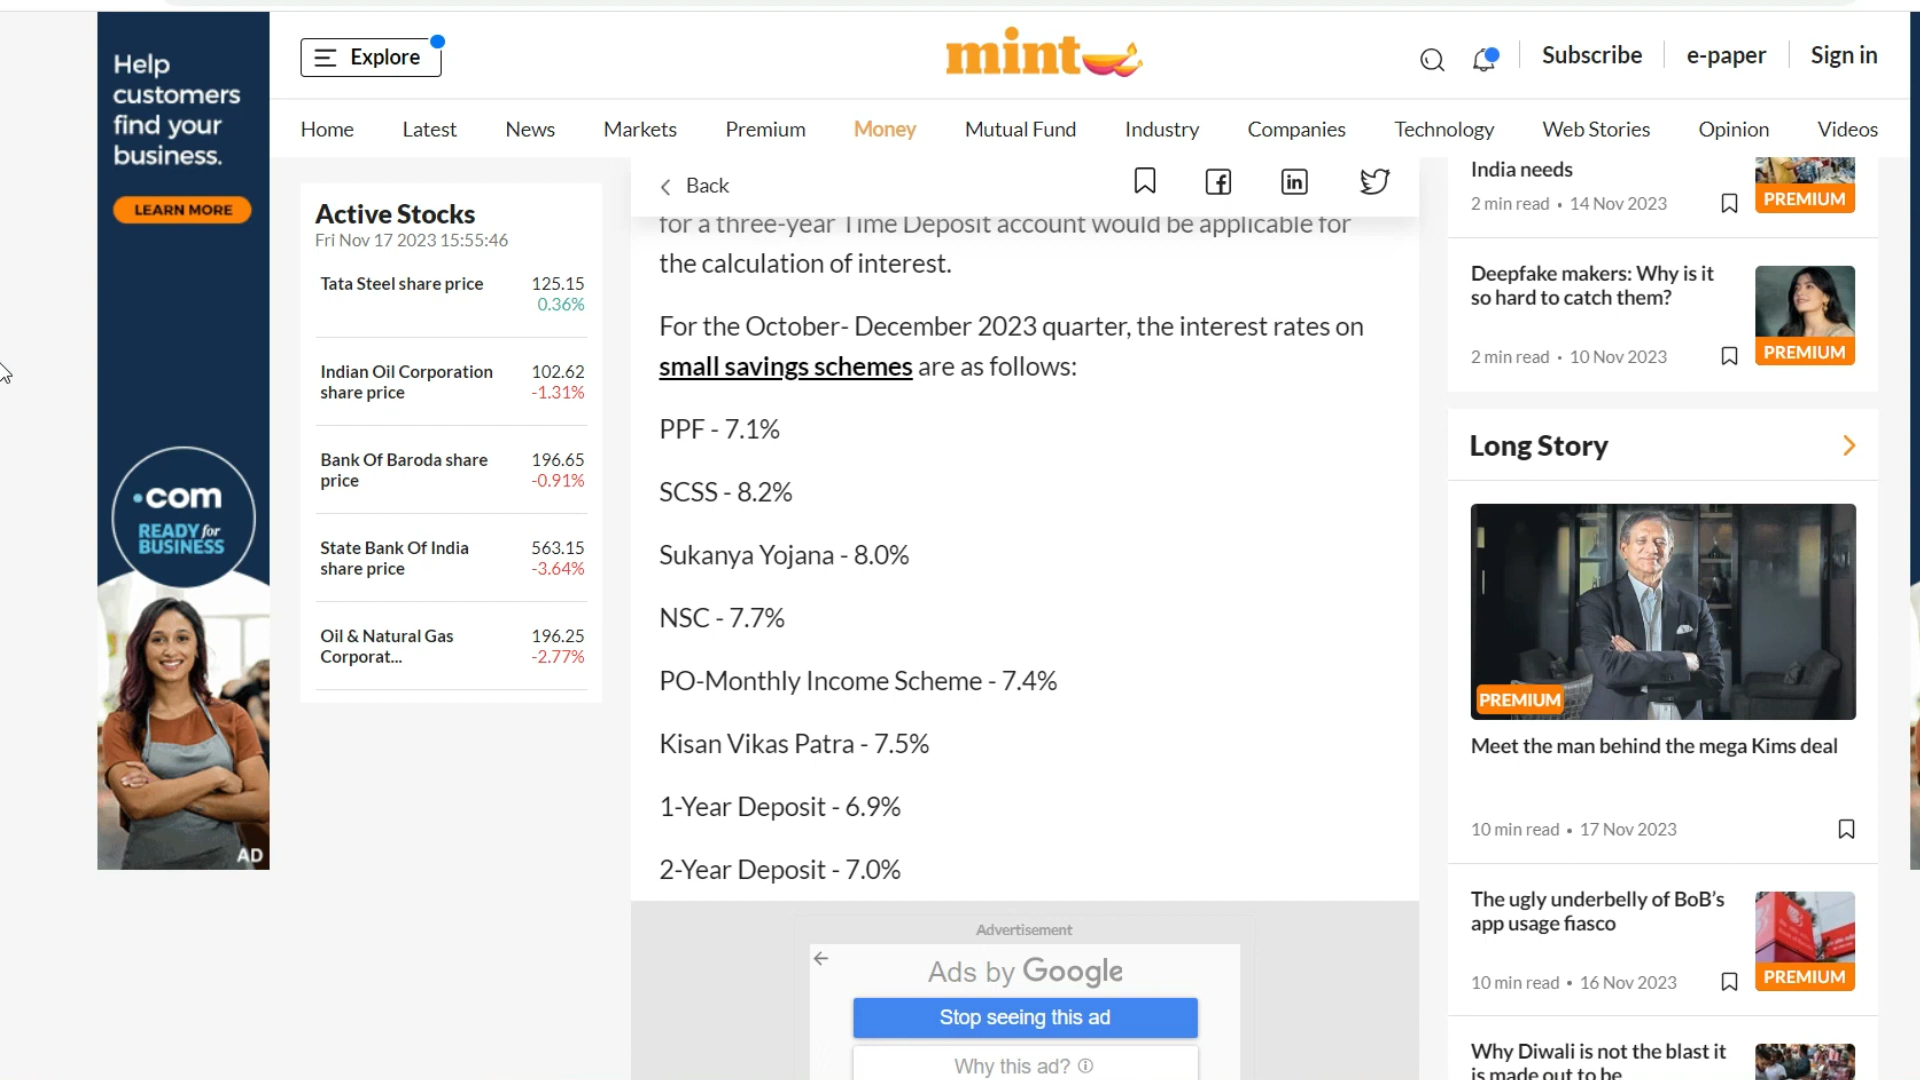 Help
customers
find your
business.
LEARN MORE
.com
READY for
BUSINESS
AD
Explore
mint
Subscribe
e-paper
Sign in
Home
Latest
News
Markets
Premium
Money
Mutual Fund
Industry
Companies
Technology
Web Stories
Opinion
Videos
Active Stocks
Fri Nov 17 2023 15:55:46
Tata Steel share price 125.15
0.36%
Indian Oil Corporation 102.62
share price -1.31%
Bank Of Baroda share 196.65
price -0.91%
State Bank Of India 563.15
share price -3.64%
Oil & Natural Gas 196.25
Corporat... -2.77%
Back
for a three-year Time Deposit account would be applicable for
the calculation of interest.
For the October- December 2023 quarter, the interest rates on
small savings schemes are as follows:
PPF - 7.1%
SCSS - 8.2%
Sukanya Yojana - 8.0%
NSC - 7.7%
PO-Monthly Income Scheme - 7.4%
Kisan Vikas Patra - 7.5%
1-Year Deposit - 6.9%
2-Year Deposit - 7.0%
Advertisement
Ads by Google
Stop seeing this ad
Why this ad?
India needs
2 min read • 14 Nov 2023
PREMIUM
Deepfake makers: Why is it
so hard to catch them?
2 min read • 10 Nov 2023
PREMIUM
Long Story
PREMIUM
Meet the man behind the mega Kims deal
10 min read • 17 Nov 2023
The ugly underbelly of BoB’s
app usage fiasco
10 min read • 16 Nov 2023
PREMIUM
Why Diwali is not the blast it
is made out to be